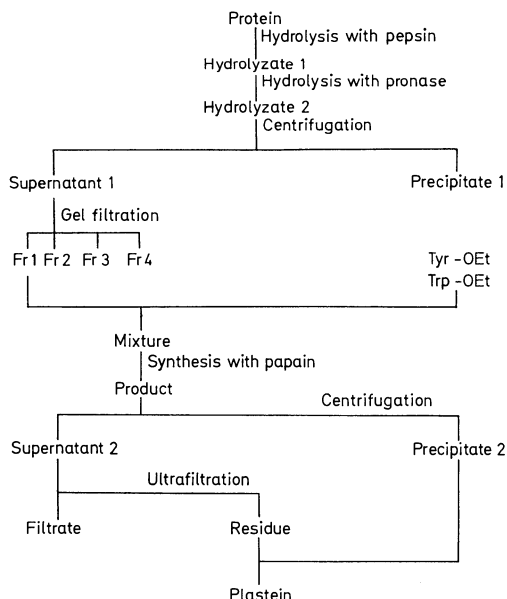 Protein
Hydrolysis with pepsin
Hydrolyzate 1
Hydrolysis with pronase
Hydrolyzate 2
Centrifugation
Supernatant 1
Precipitate 1
Gel filtration
Fr 1 Fr 2 Fr 3 Fr 4
Tyr -OEt
Trp -OEt
Mixture
Synthesis with papain
Product
Centrifugation
Supernatant 2
Precipitate 2
Ultrafiltration
Filtrate
Residue
Plastein